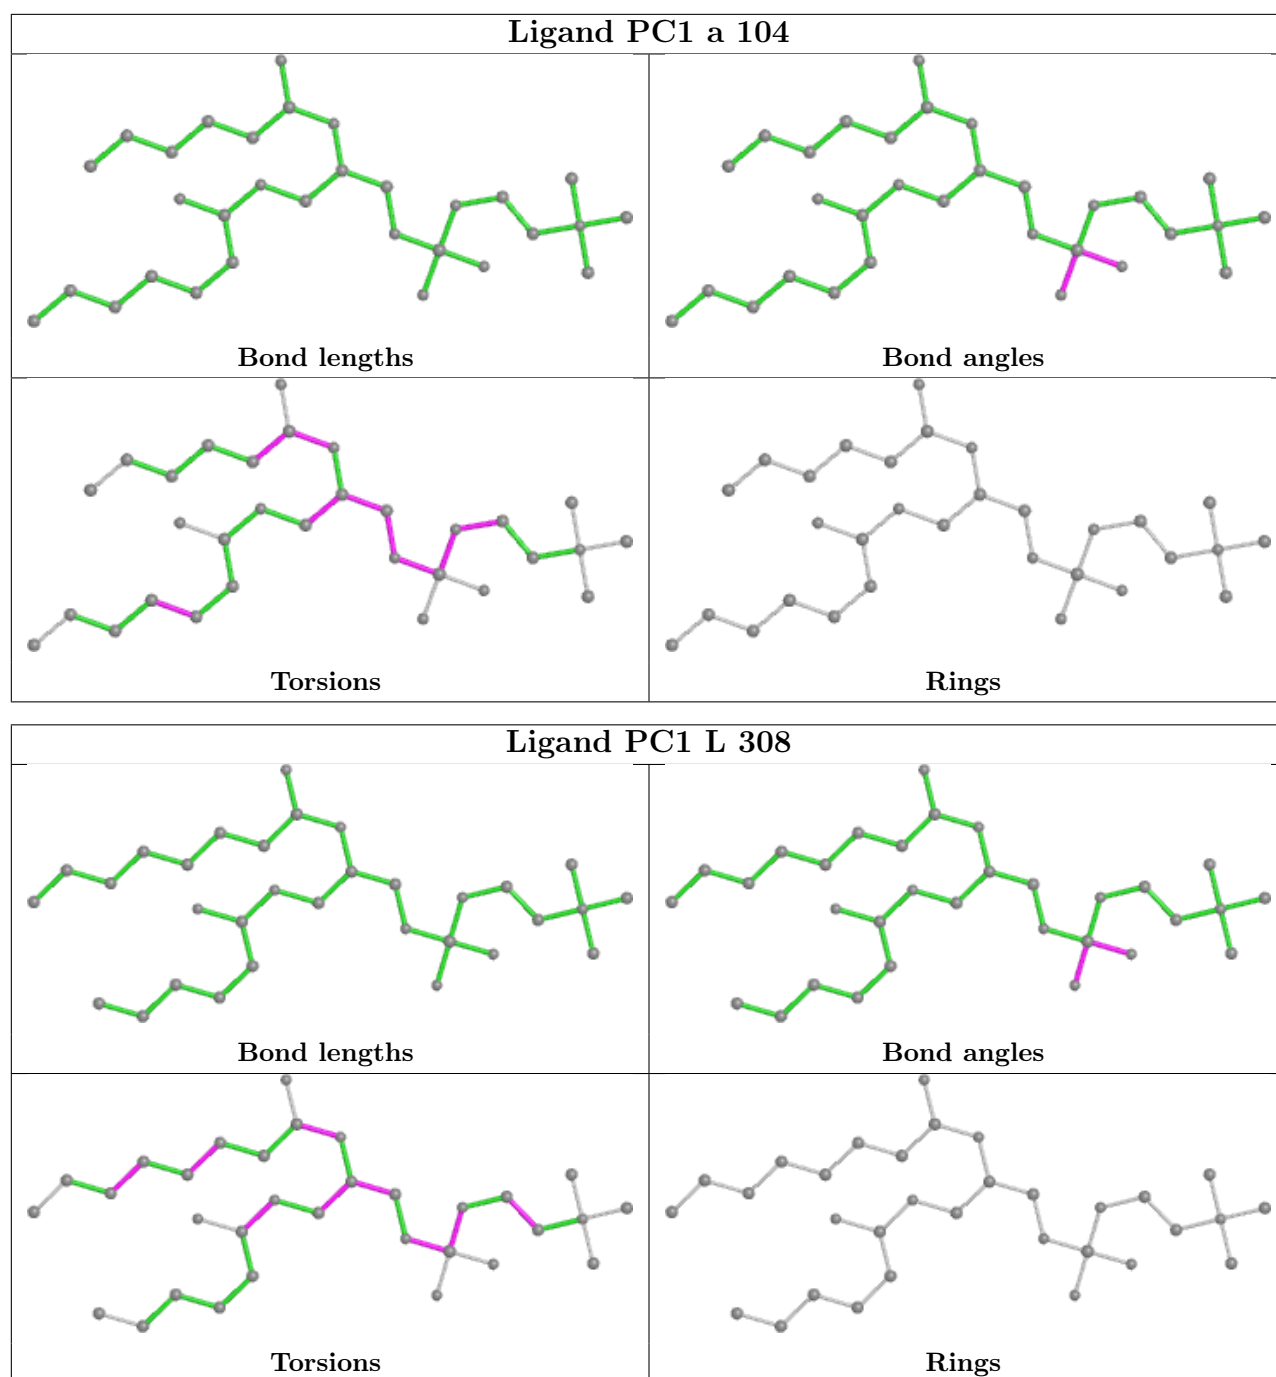 Ligand PC1 a 104
Bond lengths
Bond angles
Torsions
Rings
Ligand PC1 L 308
Bond lengths
Bond angles
Torsions
Rings